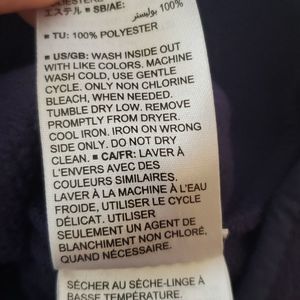 エステル ■ SB/AE: بوليستر 100%
■ TU: 100% POLYESTER
■ US/GB: WASH INSIDE OUT
WITH LIKE COLORS. MACHINE
WASH COLD, USE GENTLE
CYCLE. ONLY NON CHLORINE
BLEACH, WHEN NEEDED.
TUMBLE DRY LOW. REMOVE
PROMPTLY FROM DRYER.
COOL IRON. IRON ON WRONG
SIDE ONLY. DO NOT DRY
CLEAN. ■ CA/FR: LAVER À
L'ENVERS AVEC DES
COULEURS SIMILAIRES.
LAVER À LA MACHINE À L'EAU
FROIDE, UTILISER LE CYCLE
DÉLICAT. UTILISER
SEULEMENT UN AGENT DE
BLANCHIMENT NON CHLORÉ,
QUAND NÉCESSAIRE.
SÉCHER AU SÈCHE-LINGE À
BASSE TEMPÉRATURE.